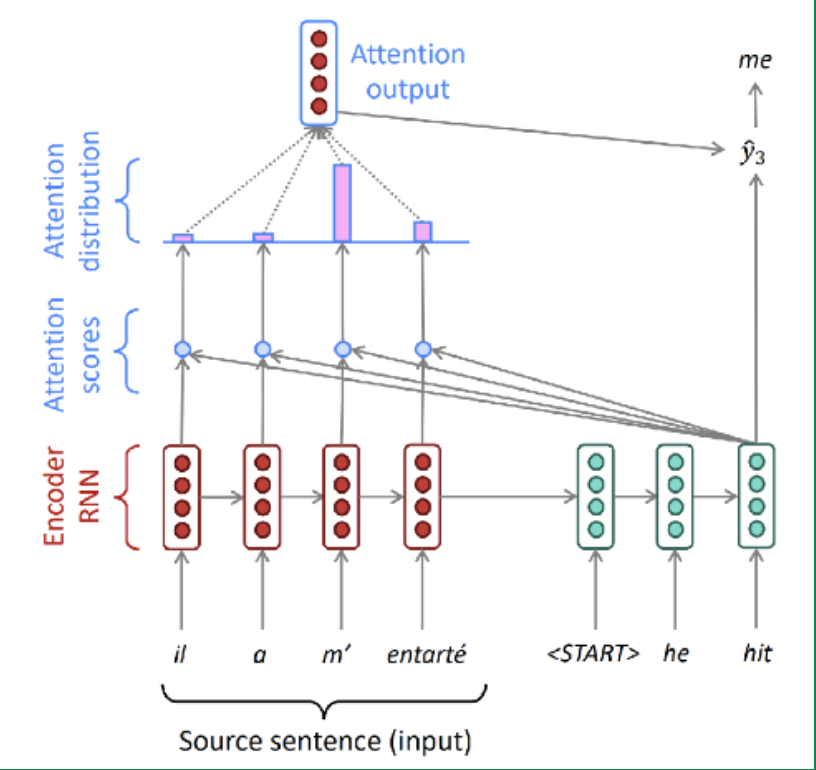 Attention
output
me
ŷ3
Attention
distribution
Attention
scores
Encoder
RNN
il a m’ entarté <START> he hit
Source sentence (input)